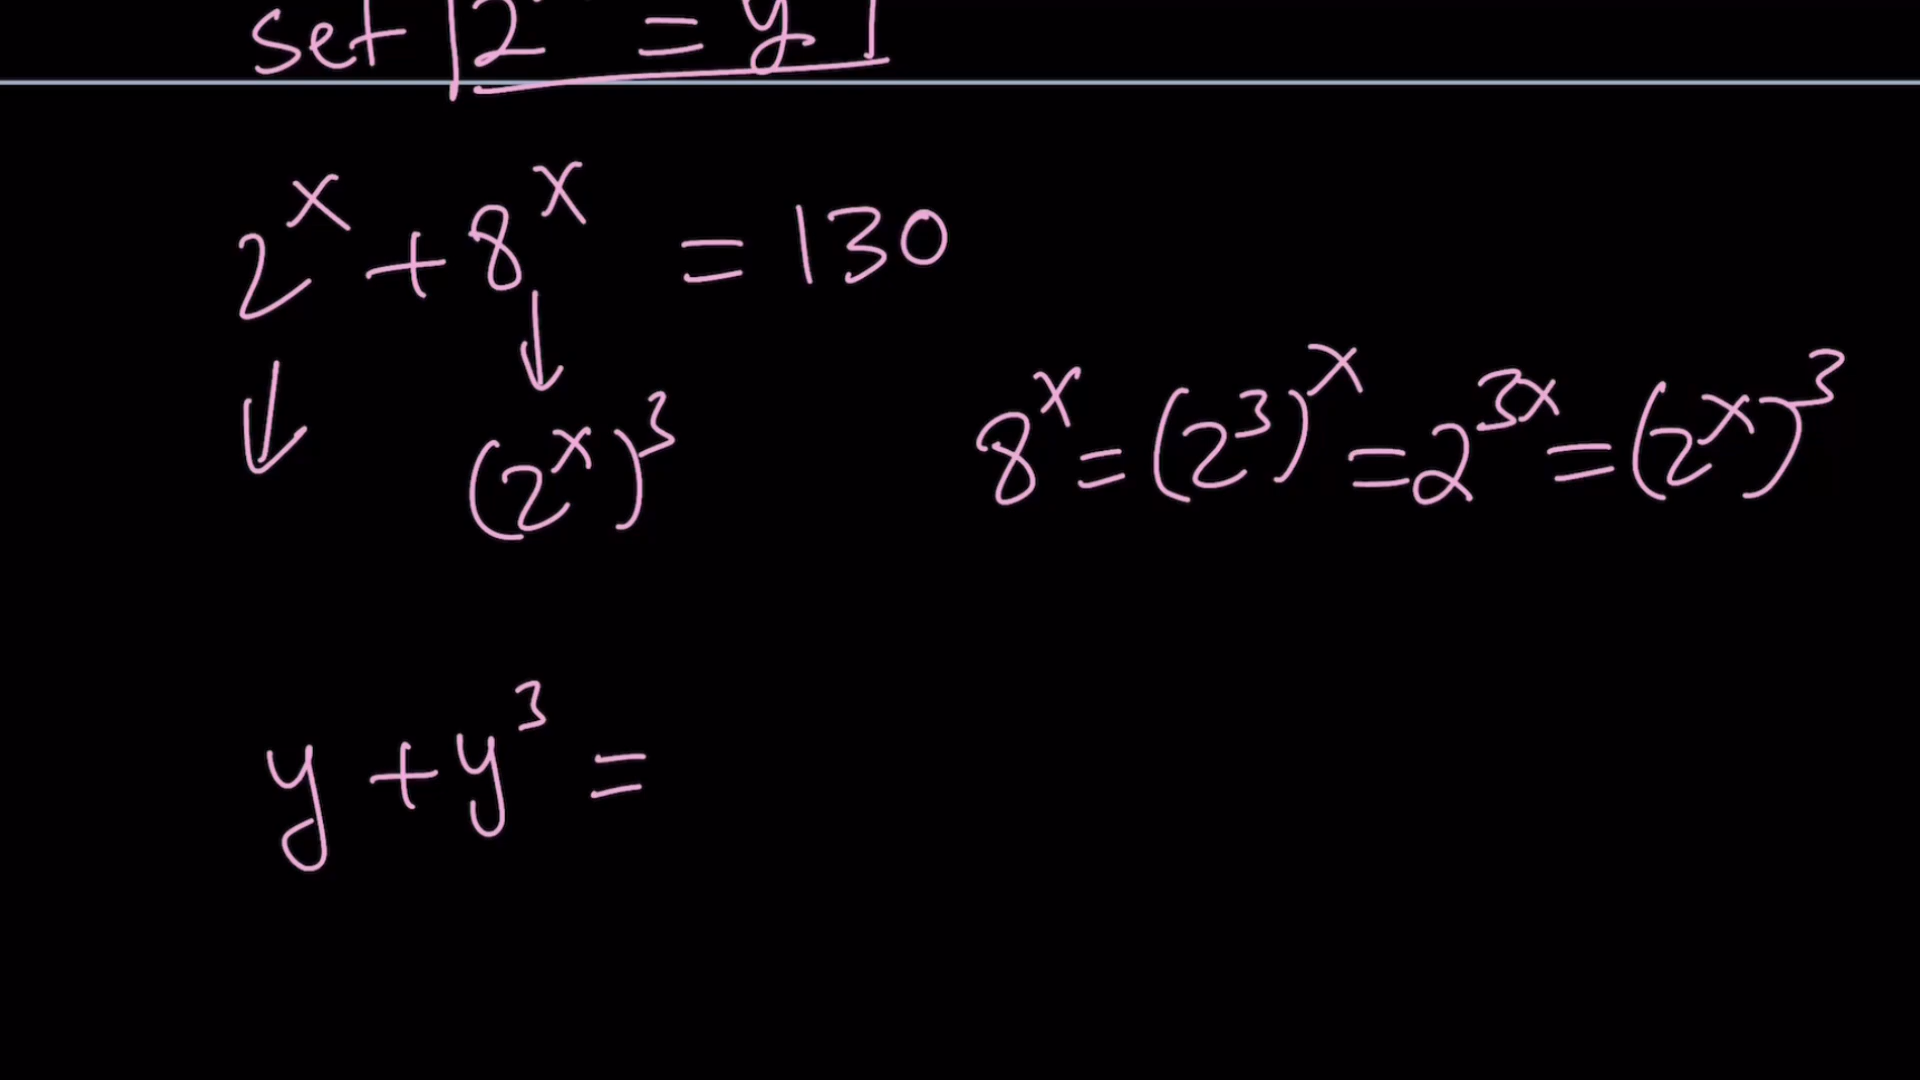 set |2 = y|
2^x + 8^x = 130
(2^x)^3
8^x = (2^3)^x = 2^3x = (2^x)^3
y + y^3 =